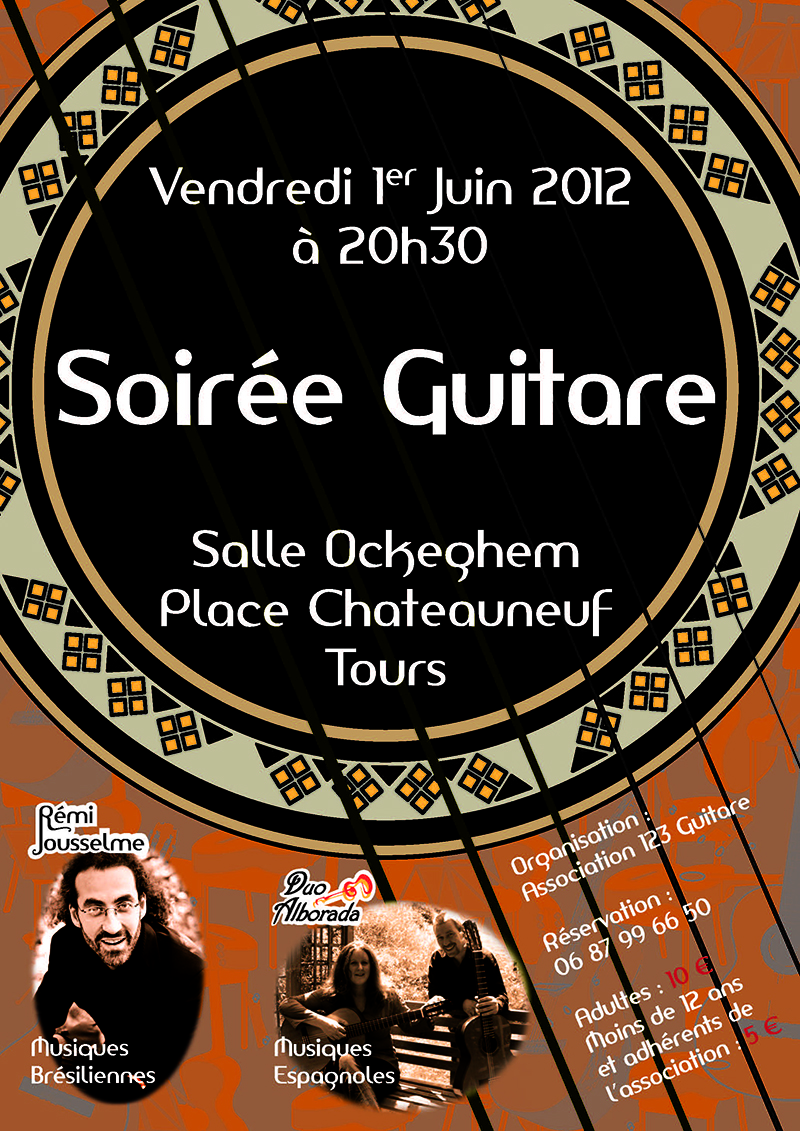 Vendredi 1er Juin 2012
à 20h30
Soirée Guitare
Salle Ockeghem
Place Chateauneuf
Tours
Rémi
Jousselme
Musiques
Brésiliennes
Duo
Alborada
Musiques
Espagnoles
Organisation :
Association 123 Guitare
Réservation :
06 87 99 66 50
Adultes : 10 €
Moins de 12 ans
et adhérents de
l'association : 5 €